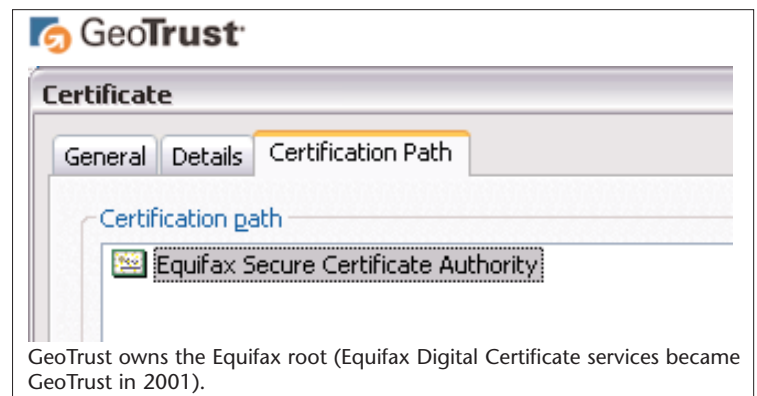 GeoTrust
Certificate
General Details Certification Path
Certification path
Equifax Secure Certificate Authority
GeoTrust owns the Equifax root (Equifax Digital Certificate services became
GeoTrust in 2001).